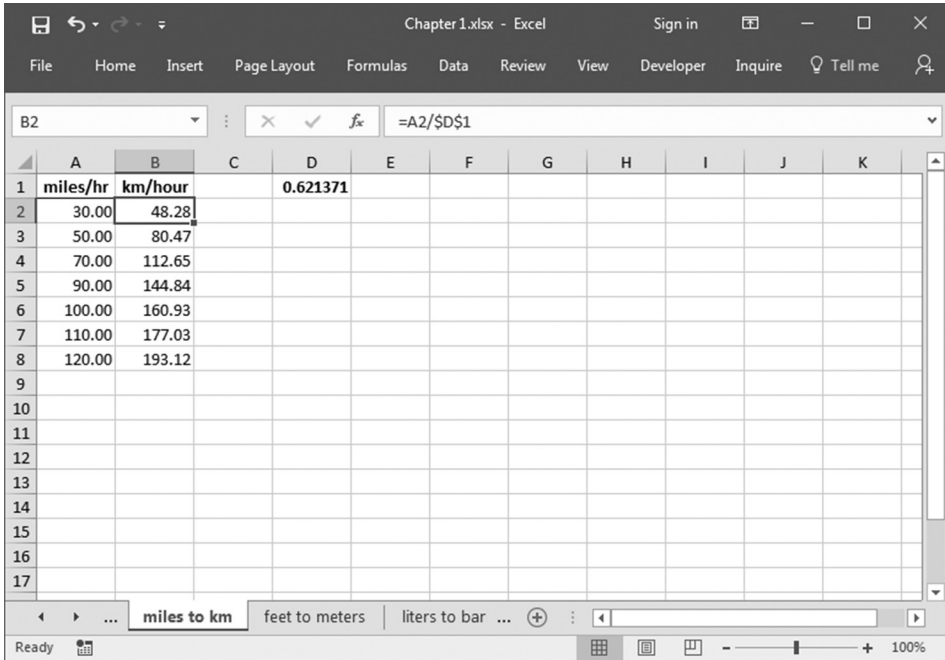 Chapter 1.xlsx - Excel Sign in
File Home Insert Page Layout Formulas Data Review View Developer Inquire Tell me
B2 fx =A2/$D$1
A B C D E F G H I J K
1 miles/hr km/hour 0.621371
2 30.00 48.28
3 50.00 80.47
4 70.00 112.65
5 90.00 144.84
6 100.00 160.93
7 110.00 177.03
8 120.00 193.12
9
10
11
12
13
14
15
16
17
... miles to km feet to meters liters to bar ...
Ready 100%